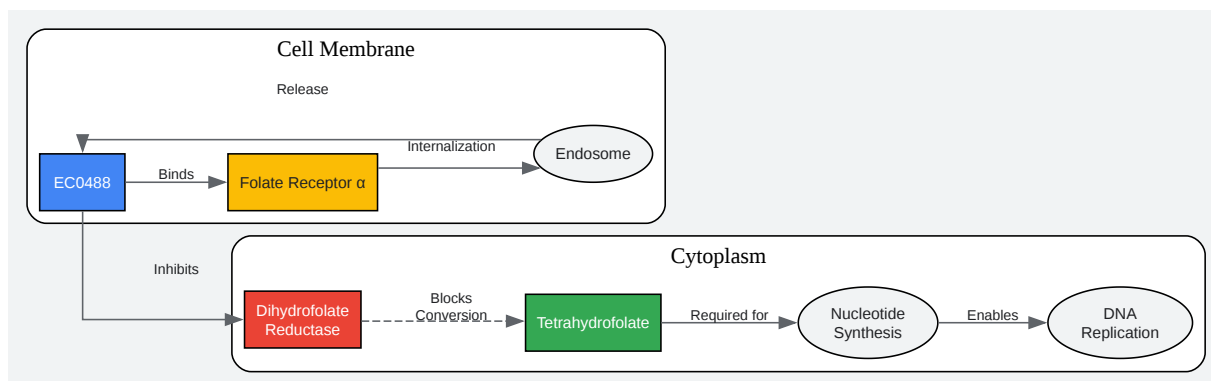 Cell Membrane
Release
Internalization
Endosome
EC0488
Binds
Folate Receptor α
Inhibits
Cytoplasm
Dihydrofolate
Reductase
Blocks
Conversion
Tetrahydrofolate
Required for
Nucleotide
Synthesis
Enables
DNA
Replication